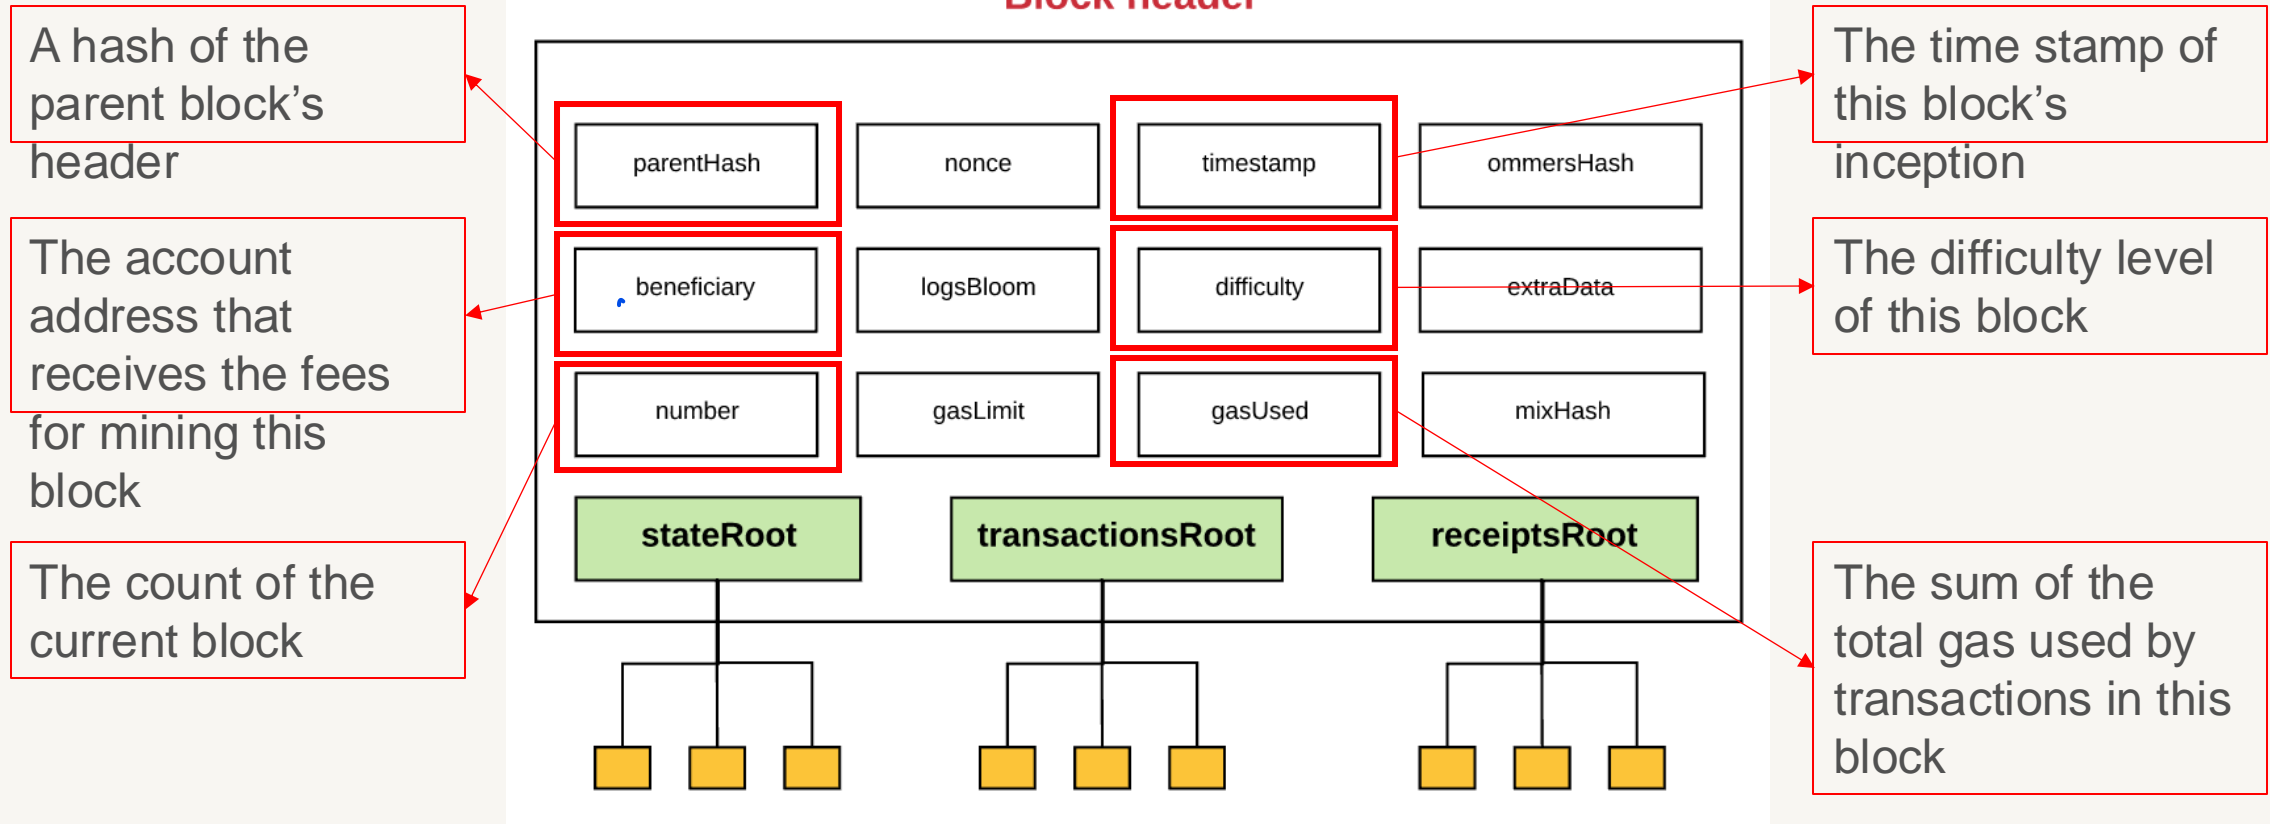 Block header
A hash of the
parent block's
header
The account
address that
receives the fees
for mining this
block
The count of the
current block
parentHash
nonce
timestamp
ommersHash
beneficiary
logsBloom
difficulty
extraData
number
gasLimit
gasUsed
mixHash
stateRoot
transactionsRoot
receiptsRoot
The time stamp of
this block's
inception
The difficulty level
of this block
The sum of the
total gas used by
transactions in this
block